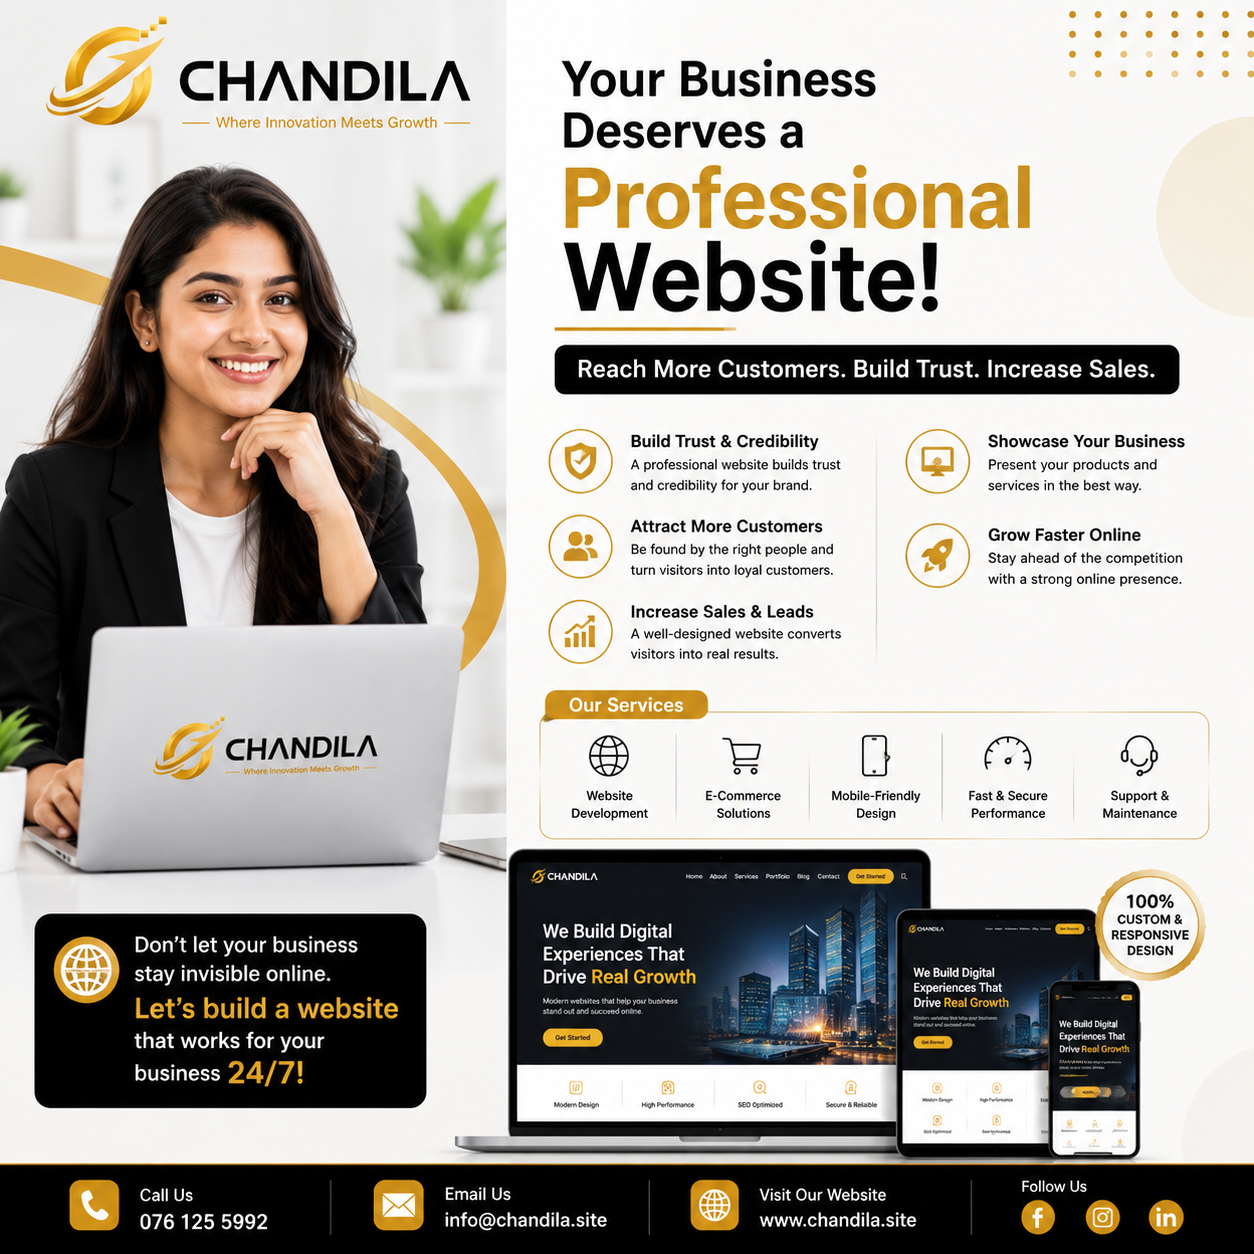 CHANDILA
Where Innovation Meets Growth
Your Business
Deserves a
Professional
Website!
Reach More Customers. Build Trust. Increase Sales.
Build Trust & Credibility
A professional website builds trust
and credibility for your brand.
Attract More Customers
Be found by the right people and
turn visitors into loyal customers.
Increase Sales & Leads
A well-designed website converts
visitors into real results.
Showcase Your Business
Present your products and
services in the best way.
Grow Faster Online
Stay ahead of the competition
with a strong online presence.
CHANDILA
Where Innovation Meets Growth
Our Services
Website
Development
E-Commerce
Solutions
Mobile-Friendly
Design
Fast & Secure
Performance
Support &
Maintenance
Don't let your business
stay invisible online.
Let's build a website
that works for your
business 24/7!
CHANDILA
Home About Services Portfolio Blog Contact Get Started
We Build Digital
Experiences That
Drive Real Growth
Modern websites that help your business
stand out and succeed online.
Get Started
Modern Design
High Performance
SEO Optimized
Secure & Reliable
CHANDILA
We Build Digital
Experiences That
Drive Real Growth
Get Started
We Build Digital
Experiences That
Drive Real Growth
100%
CUSTOM &
RESPONSIVE
DESIGN
Call Us
076 125 5992
Email Us
info@chandila.site
Visit Our Website
www.chandila.site
Follow Us